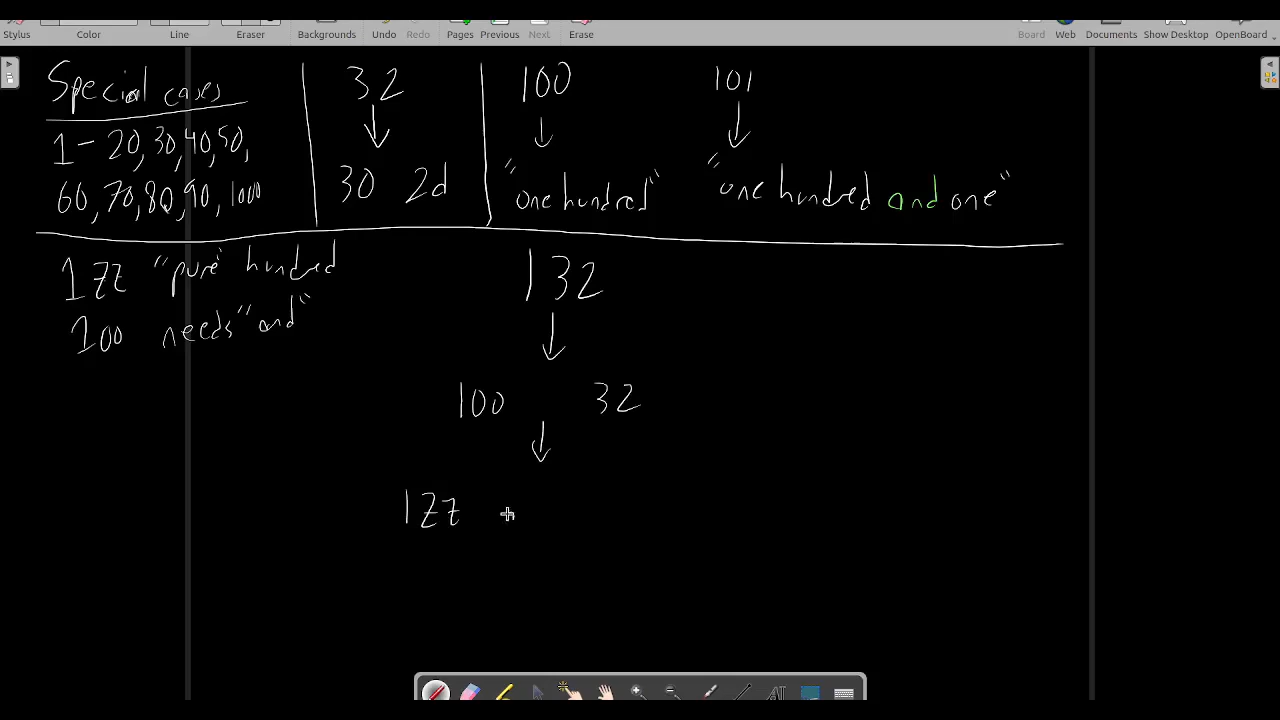 Stylus Color Line Eraser Backgrounds Undo Redo Pages Previous Next Erase Board Web Documents Show Desktop OpenBoard
Special cases
1 - 20, 30, 40, 50,
60, 70, 80, 90, 1000
32
30 2d
100
"one hundred"
101
"one hundred and one"
1zz "pure" hundred
100 needs "and"
132
100 32
1zz